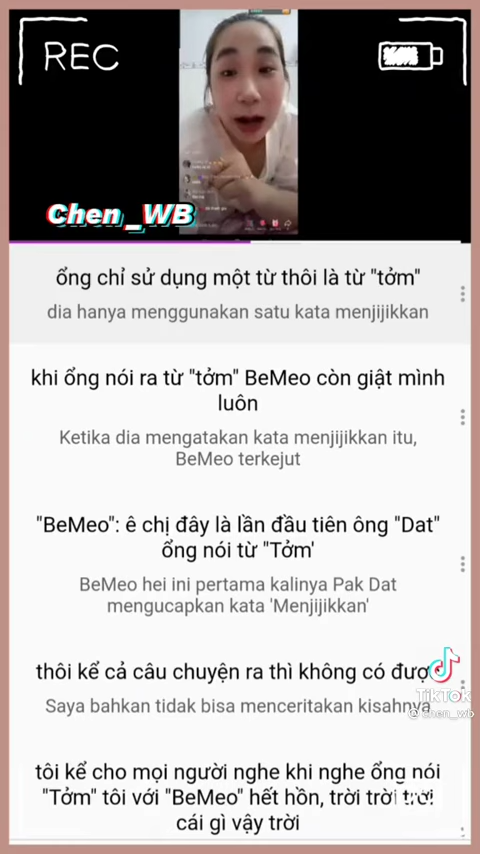 REC
Chen_WB
ổng chỉ sử dụng một từ thôi là từ "tởm"
dia hanya menggunakan satu kata menjijikkan
khi ổng nói ra từ "tởm" BeMeo còn giật mình
luôn
Ketika dia mengatakan kata menjijikkan itu,
BeMeo terkejut
"BeMeo": ê chị đây là lần đầu tiên ông "Dat"
ổng nói từ "Tởm'
BeMeo hei ini pertama kalinya Pak Dat
mengucapkan kata 'Menjijikkan'
thôi kể cả câu chuyện ra thì không có
Saya bahkan tidak bisa menceritakan kisahnya
TikTok
@chen_wb
tôi kể cho mọi người nghe khi nghe ổng nói
"Tởm" tôi với "BeMeo" hết hồn, trời trời trời
cái gì vậy trời